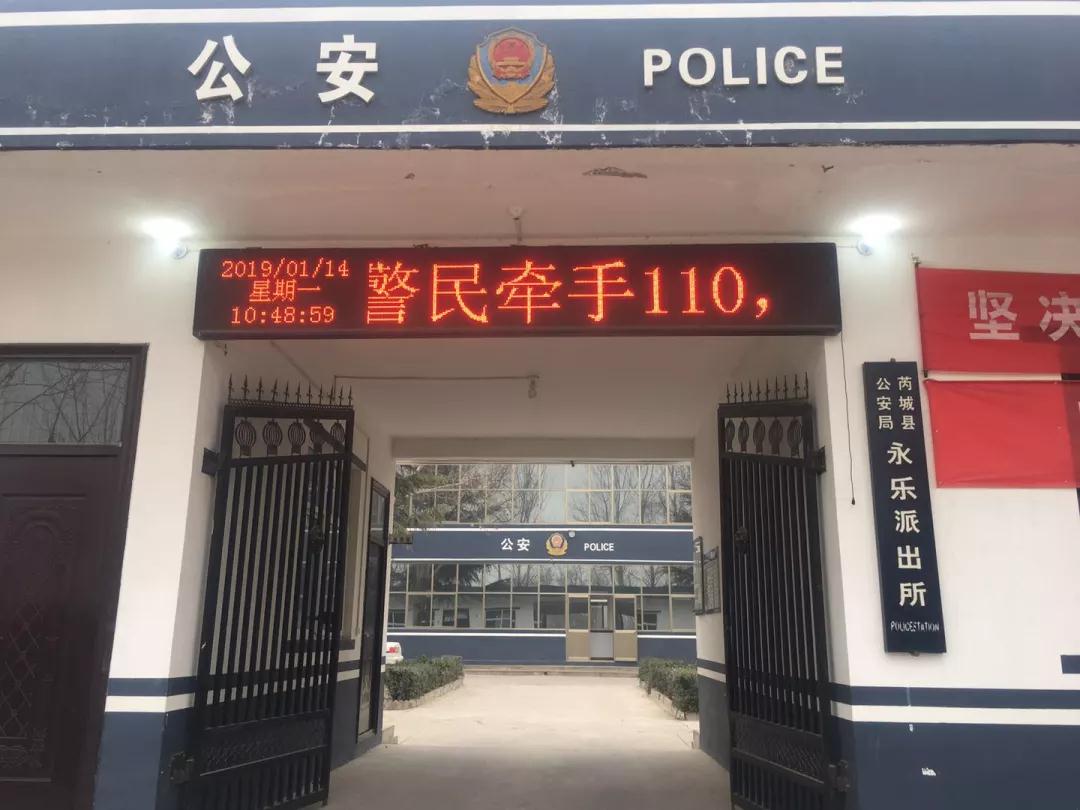 公安 POLICE
2019/01/14
星期一
10:48:59
警民牵手110，
坚决
芮城县
公安局
永乐派出所
POLICESTATION
公安 POLICE